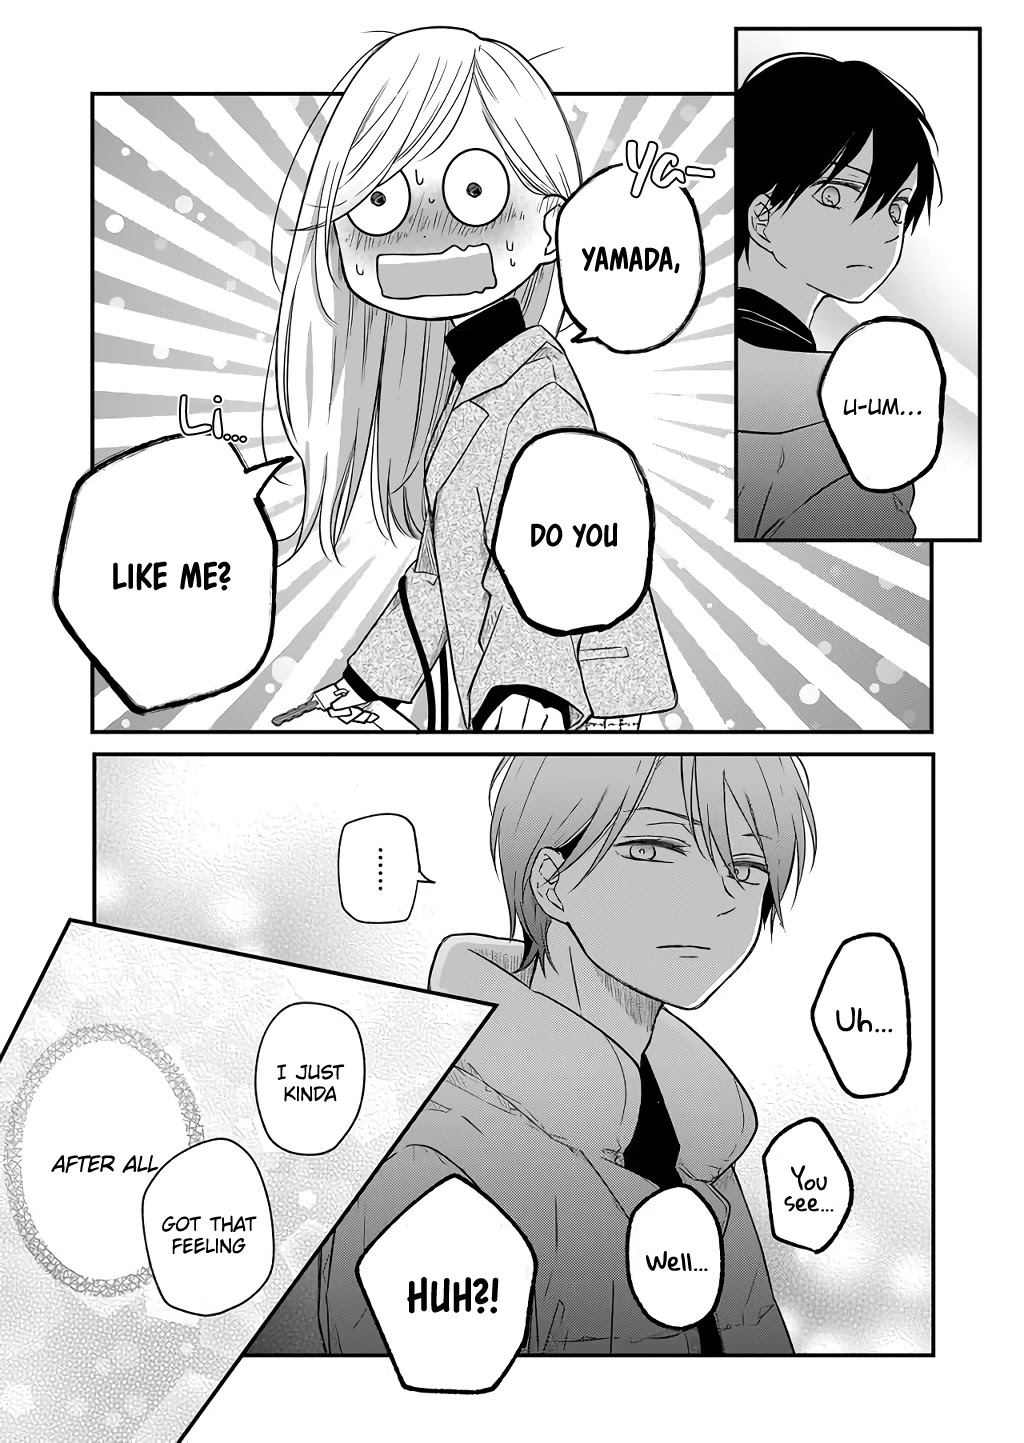 U-UM...
Ya-
YAMADA,
DO YOU
Li...
LIKE ME?
......
Uh...
You
see...
Well...
HUH?!
I JUST
KINDA
GOT THAT
FEELING
AFTER ALL